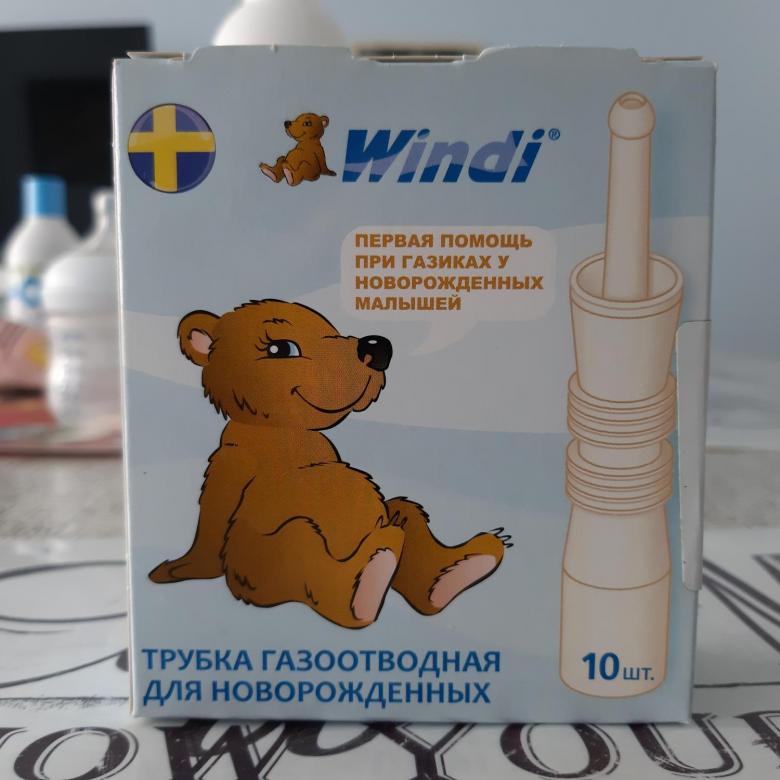 Windi®
ПЕРВАЯ ПОМОЩЬ
ПРИ ГАЗИКАХ У
НОВОРОЖДЕННЫХ
МАЛЫШЕЙ
ТРУБКА ГАЗООТВОДНАЯ
ДЛЯ НОВОРОЖДЕННЫХ
10 шт.